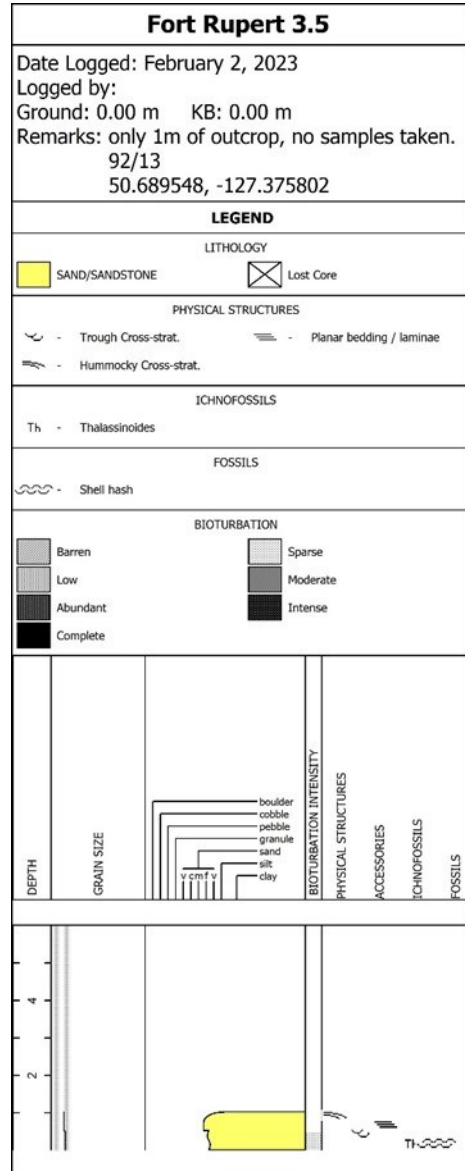 Fort Rupert 3.5
Date Logged: February 2, 2023
Logged by:
Ground: 0.00 m KB: 0.00 m
Remarks: only 1m of outcrop, no samples taken.
92/13
50.689548, -127.375802
LEGEND
LITHOLOGY
SAND/SANDSTONE Lost Core
PHYSICAL STRUCTURES
- Trough Cross-strat. - Planar bedding / laminae
- Hummocky Cross-strat.
ICHNOFOSSILS
Th - Thalassinoides
FOSSILS
- Shell hash
BIOTURBATION
Barren Sparse
Low Moderate
Abundant Intense
Complete
DEPTH
GRAIN SIZE
boulder
cobble
pebble
granule
sand
silt
clay
v c m f v
BIOTURBATION INTENSITY
PHYSICAL STRUCTURES
ACCESSORIES
ICHNOFOSSILS
FOSSILS
4
2
Th